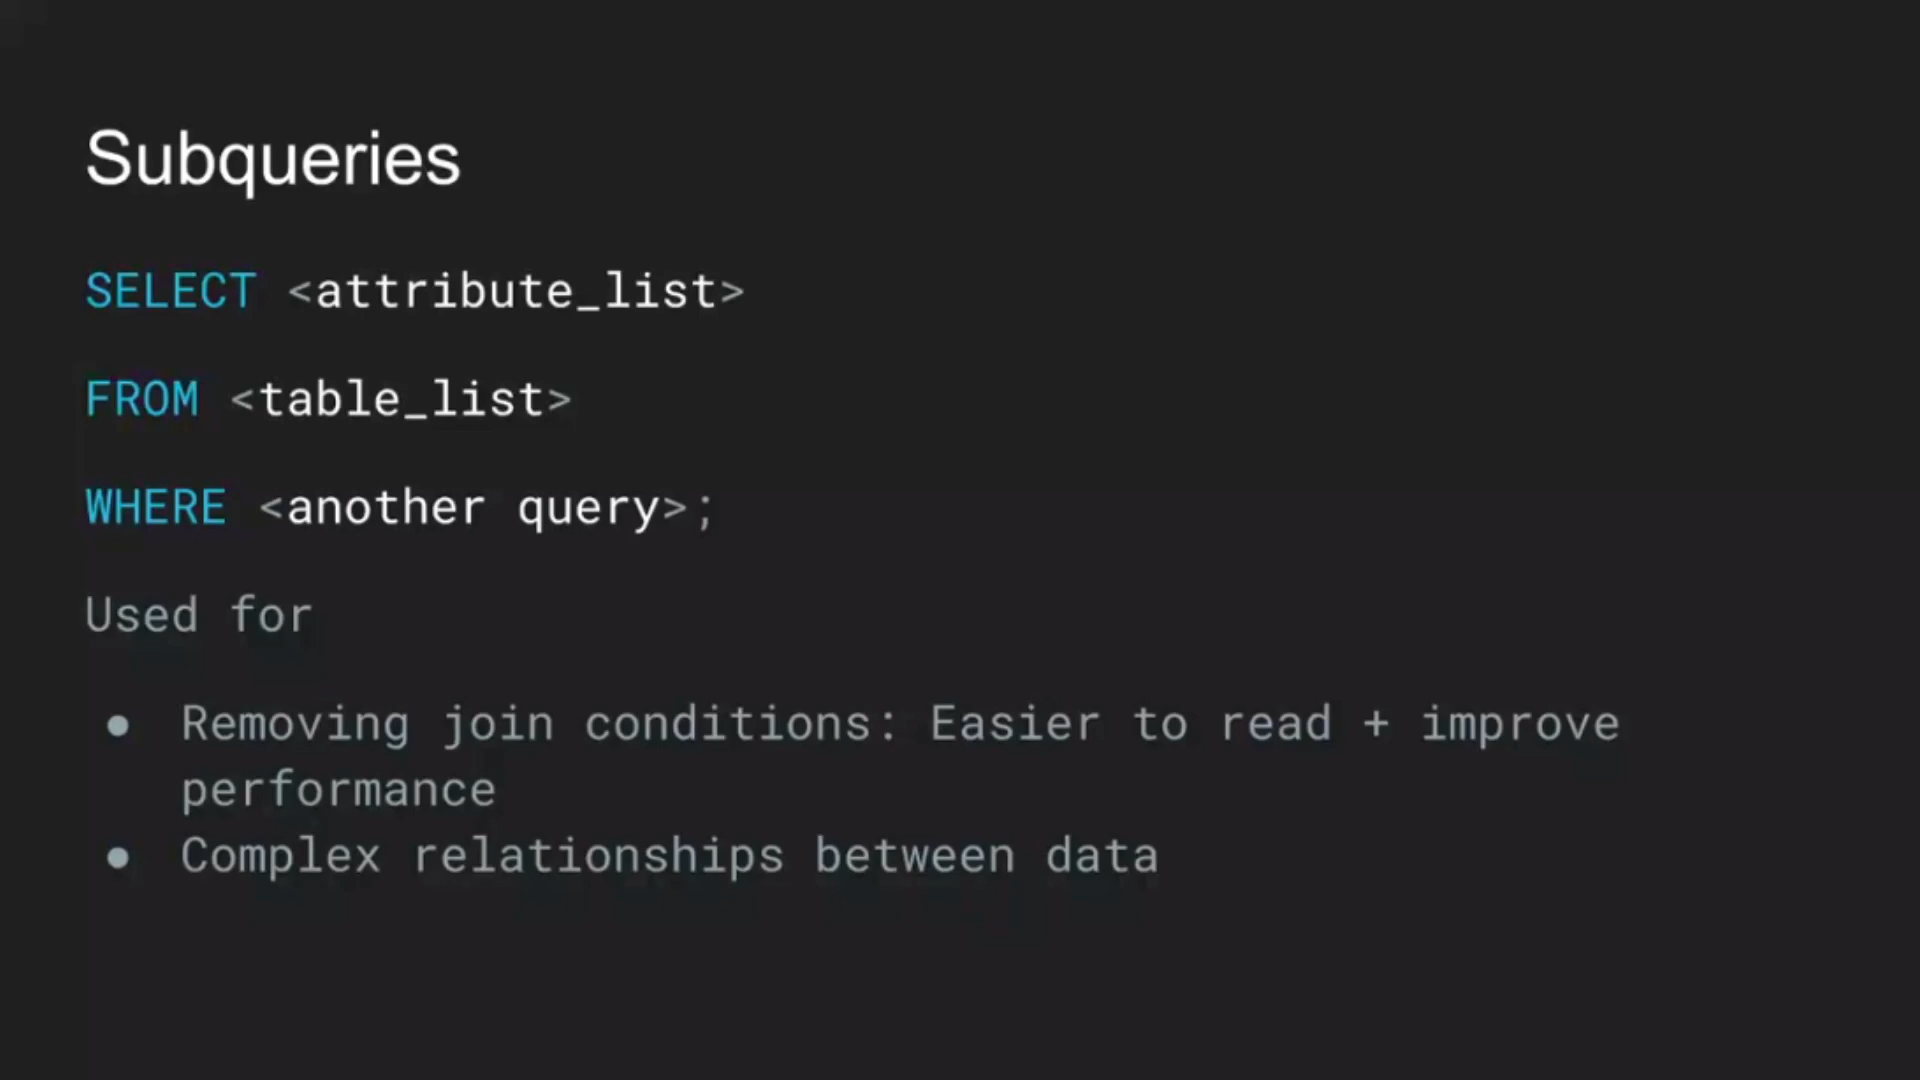 Subqueries
SELECT <attribute_list>
FROM <table_list>
WHERE <another query>;
Used for
● Removing join conditions: Easier to read + improve
performance
● Complex relationships between data